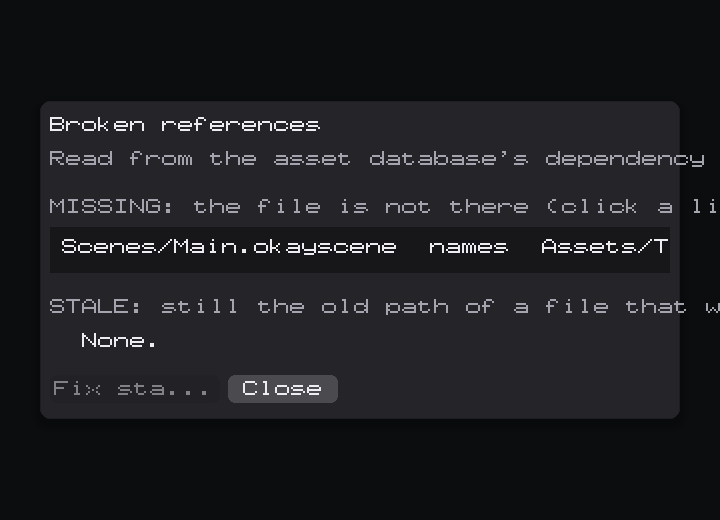 Broken references
Read from the asset database's dependency
MISSING: the file is not there (click a li
Scenes/Main.okayscene names Assets/T
STALE: still the old path of a file that w
None.
Fix sta...
Close